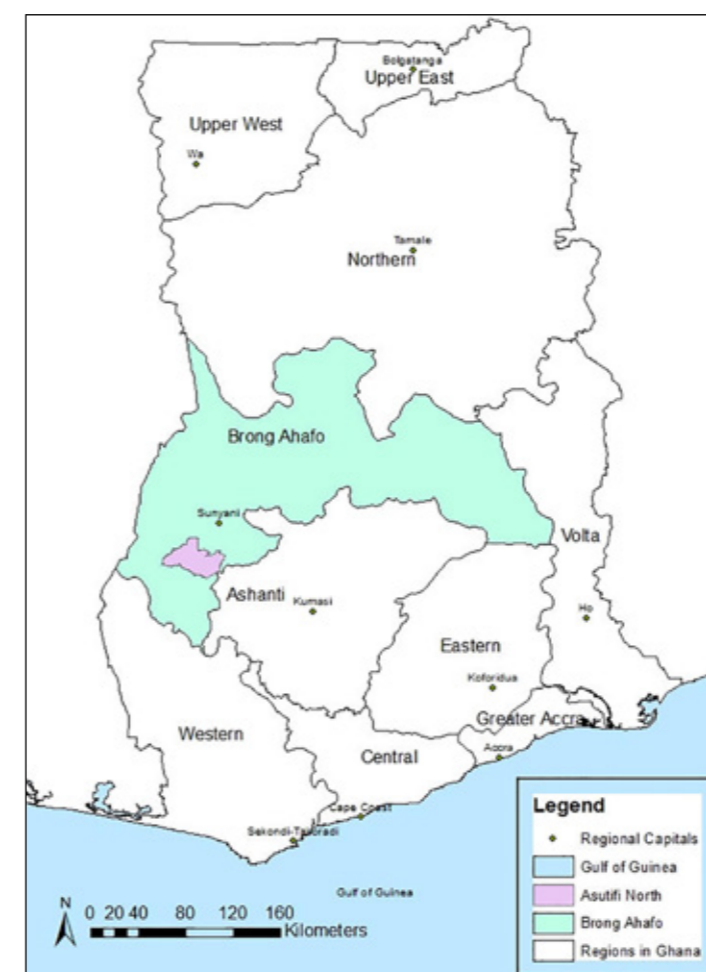 Bolgatanga
Upper East
Upper West
Wa
Tamale
Northern
Brong Ahafo
Sunyani
Volta
Ashanti
Kumasi
Ho
Eastern
Koforidua
Greater Accra
Western
Accra
Central
Cape Coast
Sekondi-Takoradi
Gulf of Guinea
N
0 20 40 80 120 160
Kilometers
Legend
Regional Capitals
Gulf of Guinea
Asutifi North
Brong Ahafo
Regions in Ghana